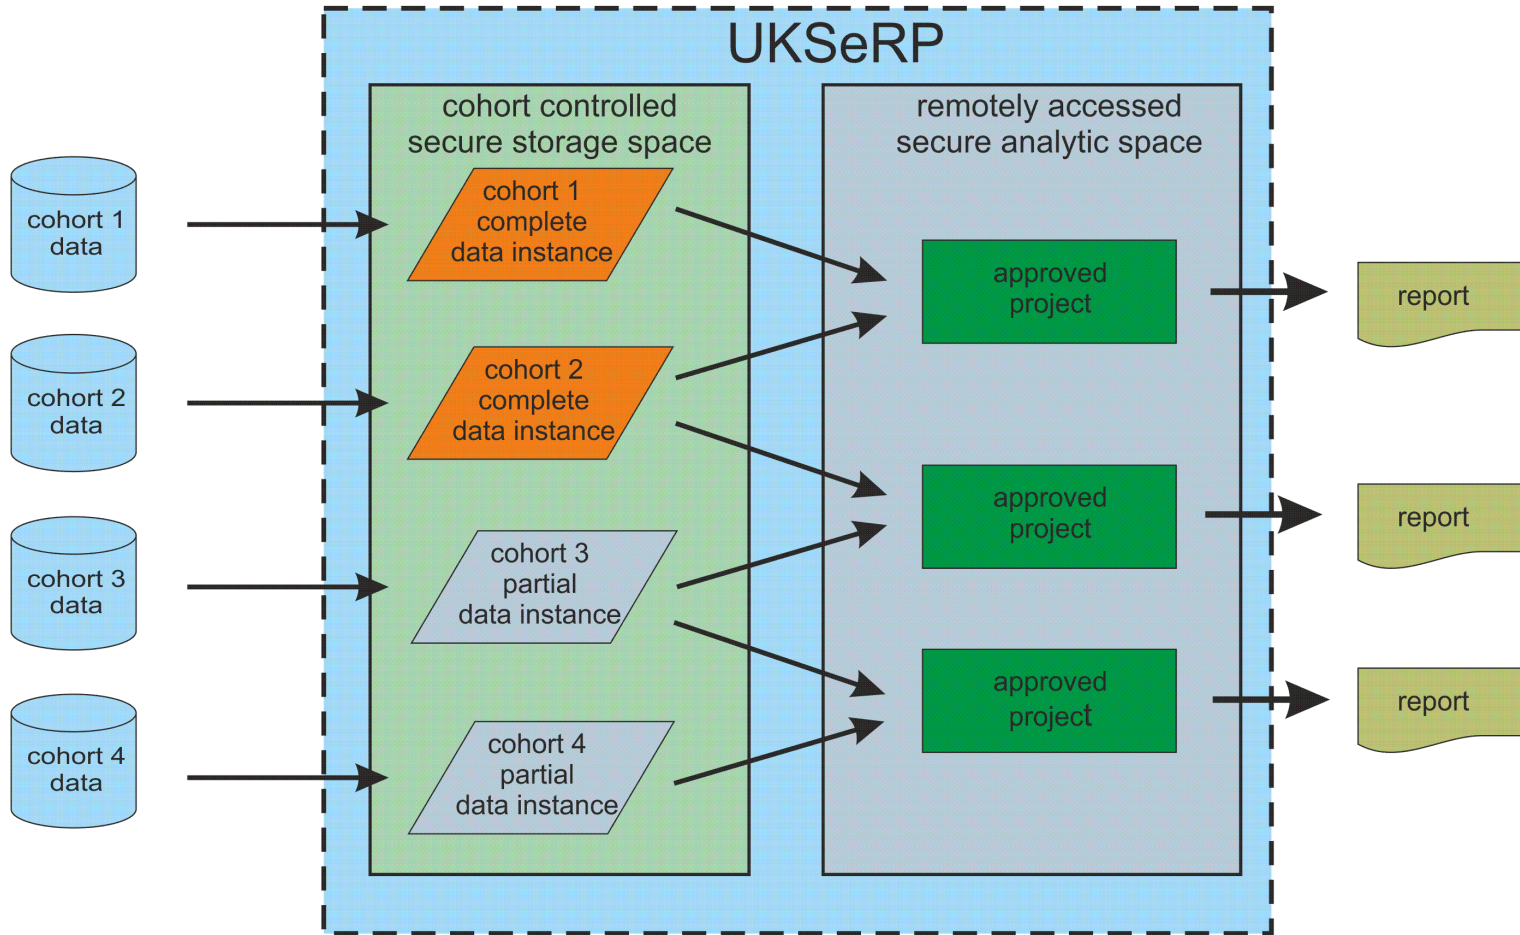 UKSeRP
cohort controlled
secure storage space
remotely accessed
secure analytic space
cohort 1
data
cohort 1
complete
data instance
approved
project
report
cohort 2
data
cohort 2
complete
data instance
approved
project
report
cohort 3
data
cohort 3
partial
data instance
approved
project
report
cohort 4
data
cohort 4
partial
data instance